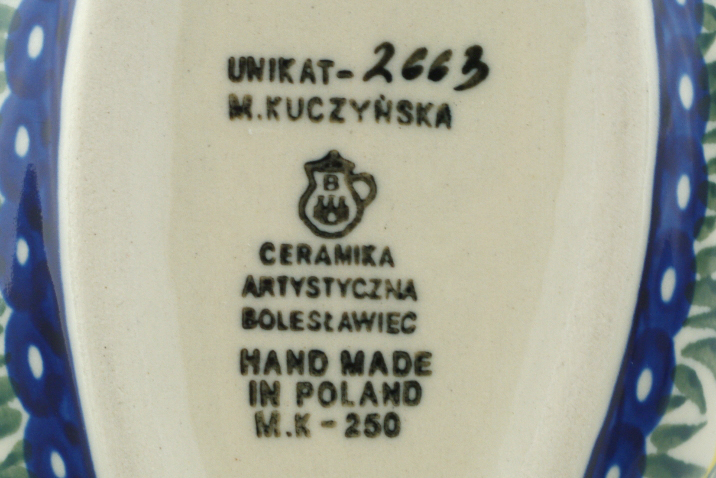 UNIKAT-2663
M.KUCZYŃSKA
B
CERAMIKA
ARTYSTYCZNA
BOLESŁAWIEC
HAND MADE
IN POLAND
M.K-250